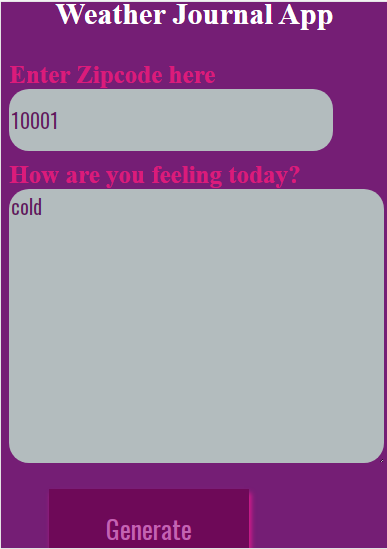 Weather Journal App
Enter Zipcode here
10001
How are you feeling today?
cold
Generate